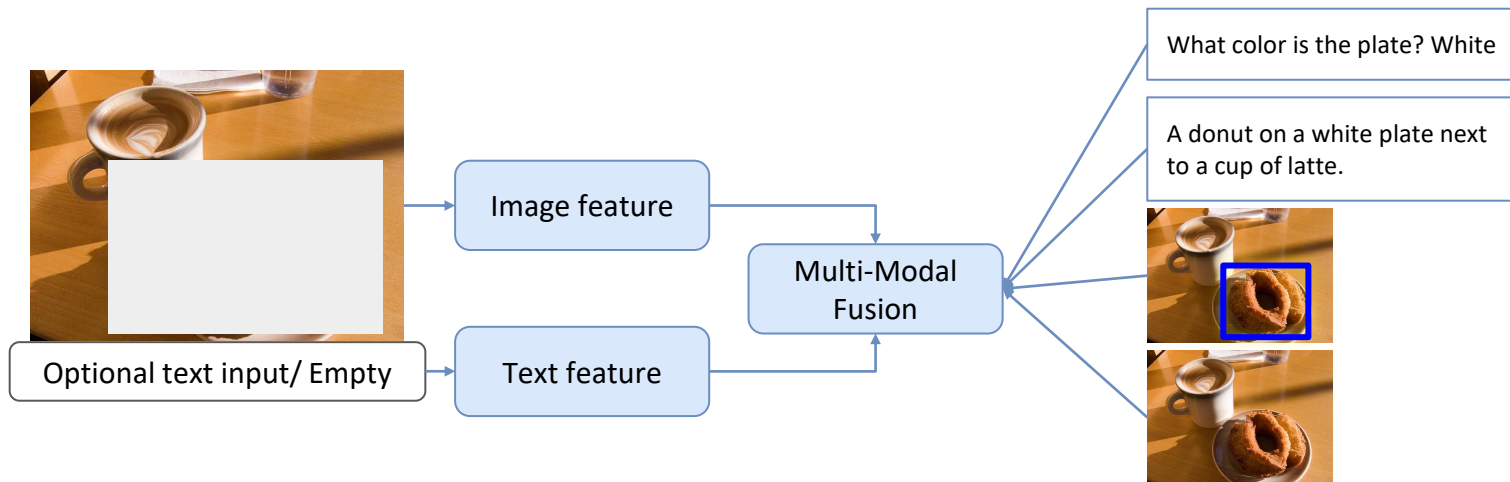 What color is the plate? White
A donut on a white plate next
to a cup of latte.
Image feature
Multi-Modal
Fusion
Optional text input/ Empty
Text feature